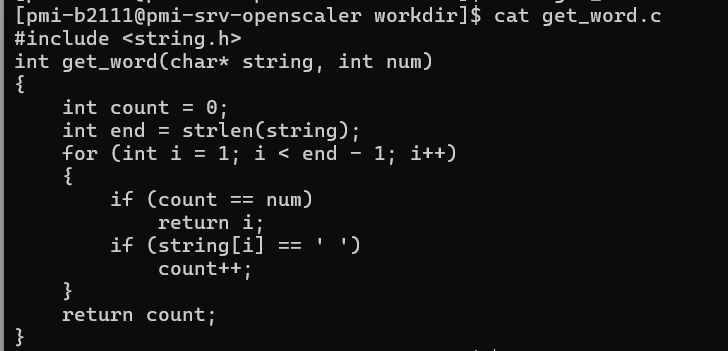 [pmi-b2111@pmi-srv-openscaler workdir]$ cat get_word.c
#include <string.h>
int get_word(char* string, int num)
{
    int count = 0;
    int end = strlen(string);
    for (int i = 1; i < end - 1; i++)
    {
        if (count == num)
            return i;
        if (string[i] == ' ')
            count++;
    }
    return count;
}